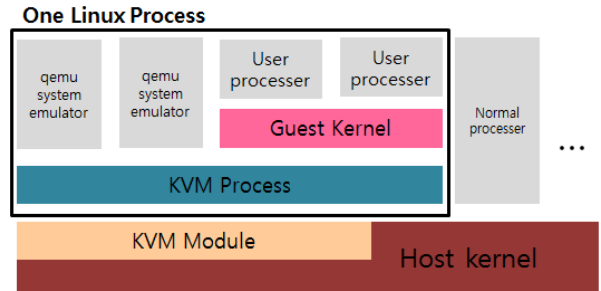 One Linux Process
qemu
system
emulator
qemu
system
emulator
User
processer
User
processer
Guest Kernel
Normal
processer
...
KVM Process
KVM Module
Host kernel